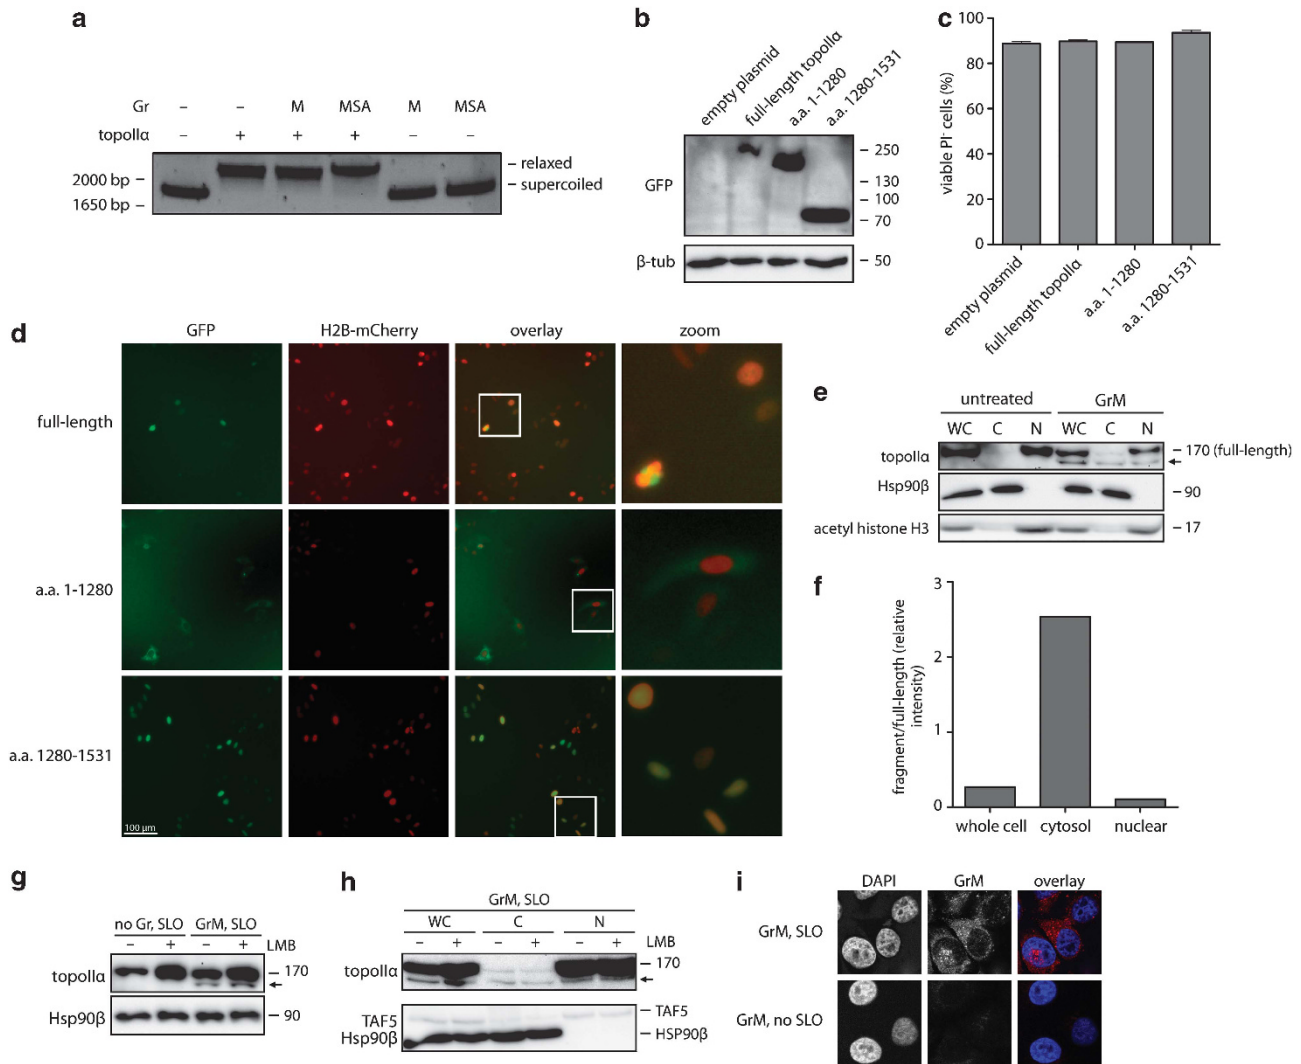 a
Gr – – M MSA M MSA
topoIIα – + + + – –
2000 bp
1650 bp
– relaxed
– supercoiled
b
empty plasmid
full-length topoIIα
a.a. 1-1280
a.a. 1280-1531
GFP
250
130
100
70
β-tub
50
c
viable PI⁻ cells (%)
100
80
60
40
20
0
empty plasmid
full-length topoIIα
a.a. 1-1280
a.a. 1280-1531
d
GFP H2B-mCherry overlay zoom
full-length
a.a. 1-1280
a.a. 1280-1531
100 µm
e
untreated GrM
WC C N WC C N
topoIIα
170 (full-length)
Hsp90β
90
acetyl histone H3
17
f
fragment/full-length (relative
intensity)
3
2
1
0
whole cell cytosol nuclear
g
no Gr, SLO GrM, SLO
– + – + LMB
topoIIα
170
Hsp90β
90
h
GrM, SLO
WC C N
– + – + – + LMB
topoIIα
170
TAF5
Hsp90β
TAF5
HSP90β
i
DAPI GrM overlay
GrM, SLO
GrM, no SLO